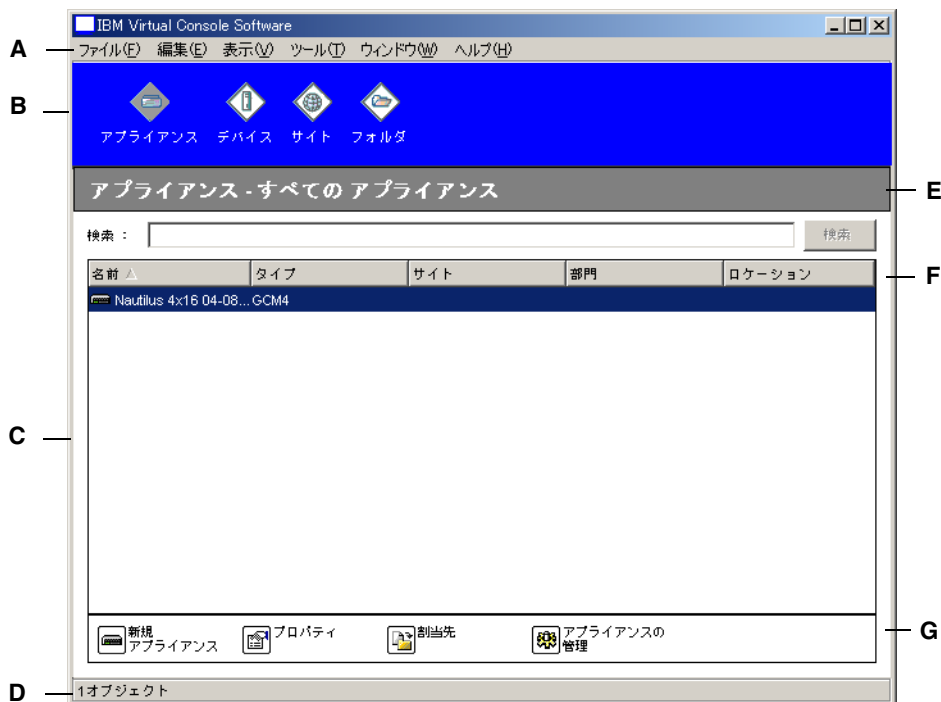 IBM Virtual Console Software
A
ファイル(F) 編集(E) 表示(V) ツール(T) ウィンドウ(W) ヘルプ(H)
B
アプライアンス デバイス サイト フォルダ
アプライアンス - すべての アプライアンス
E
検索 : 検索
名前 タイプ サイト 部門 ロケーション
F
Nautilus 4x16 04-08... GCM4
C
新規
アプライアンス
プロパティ
割当先
アプライアンスの
管理
G
D
1オブジェクト